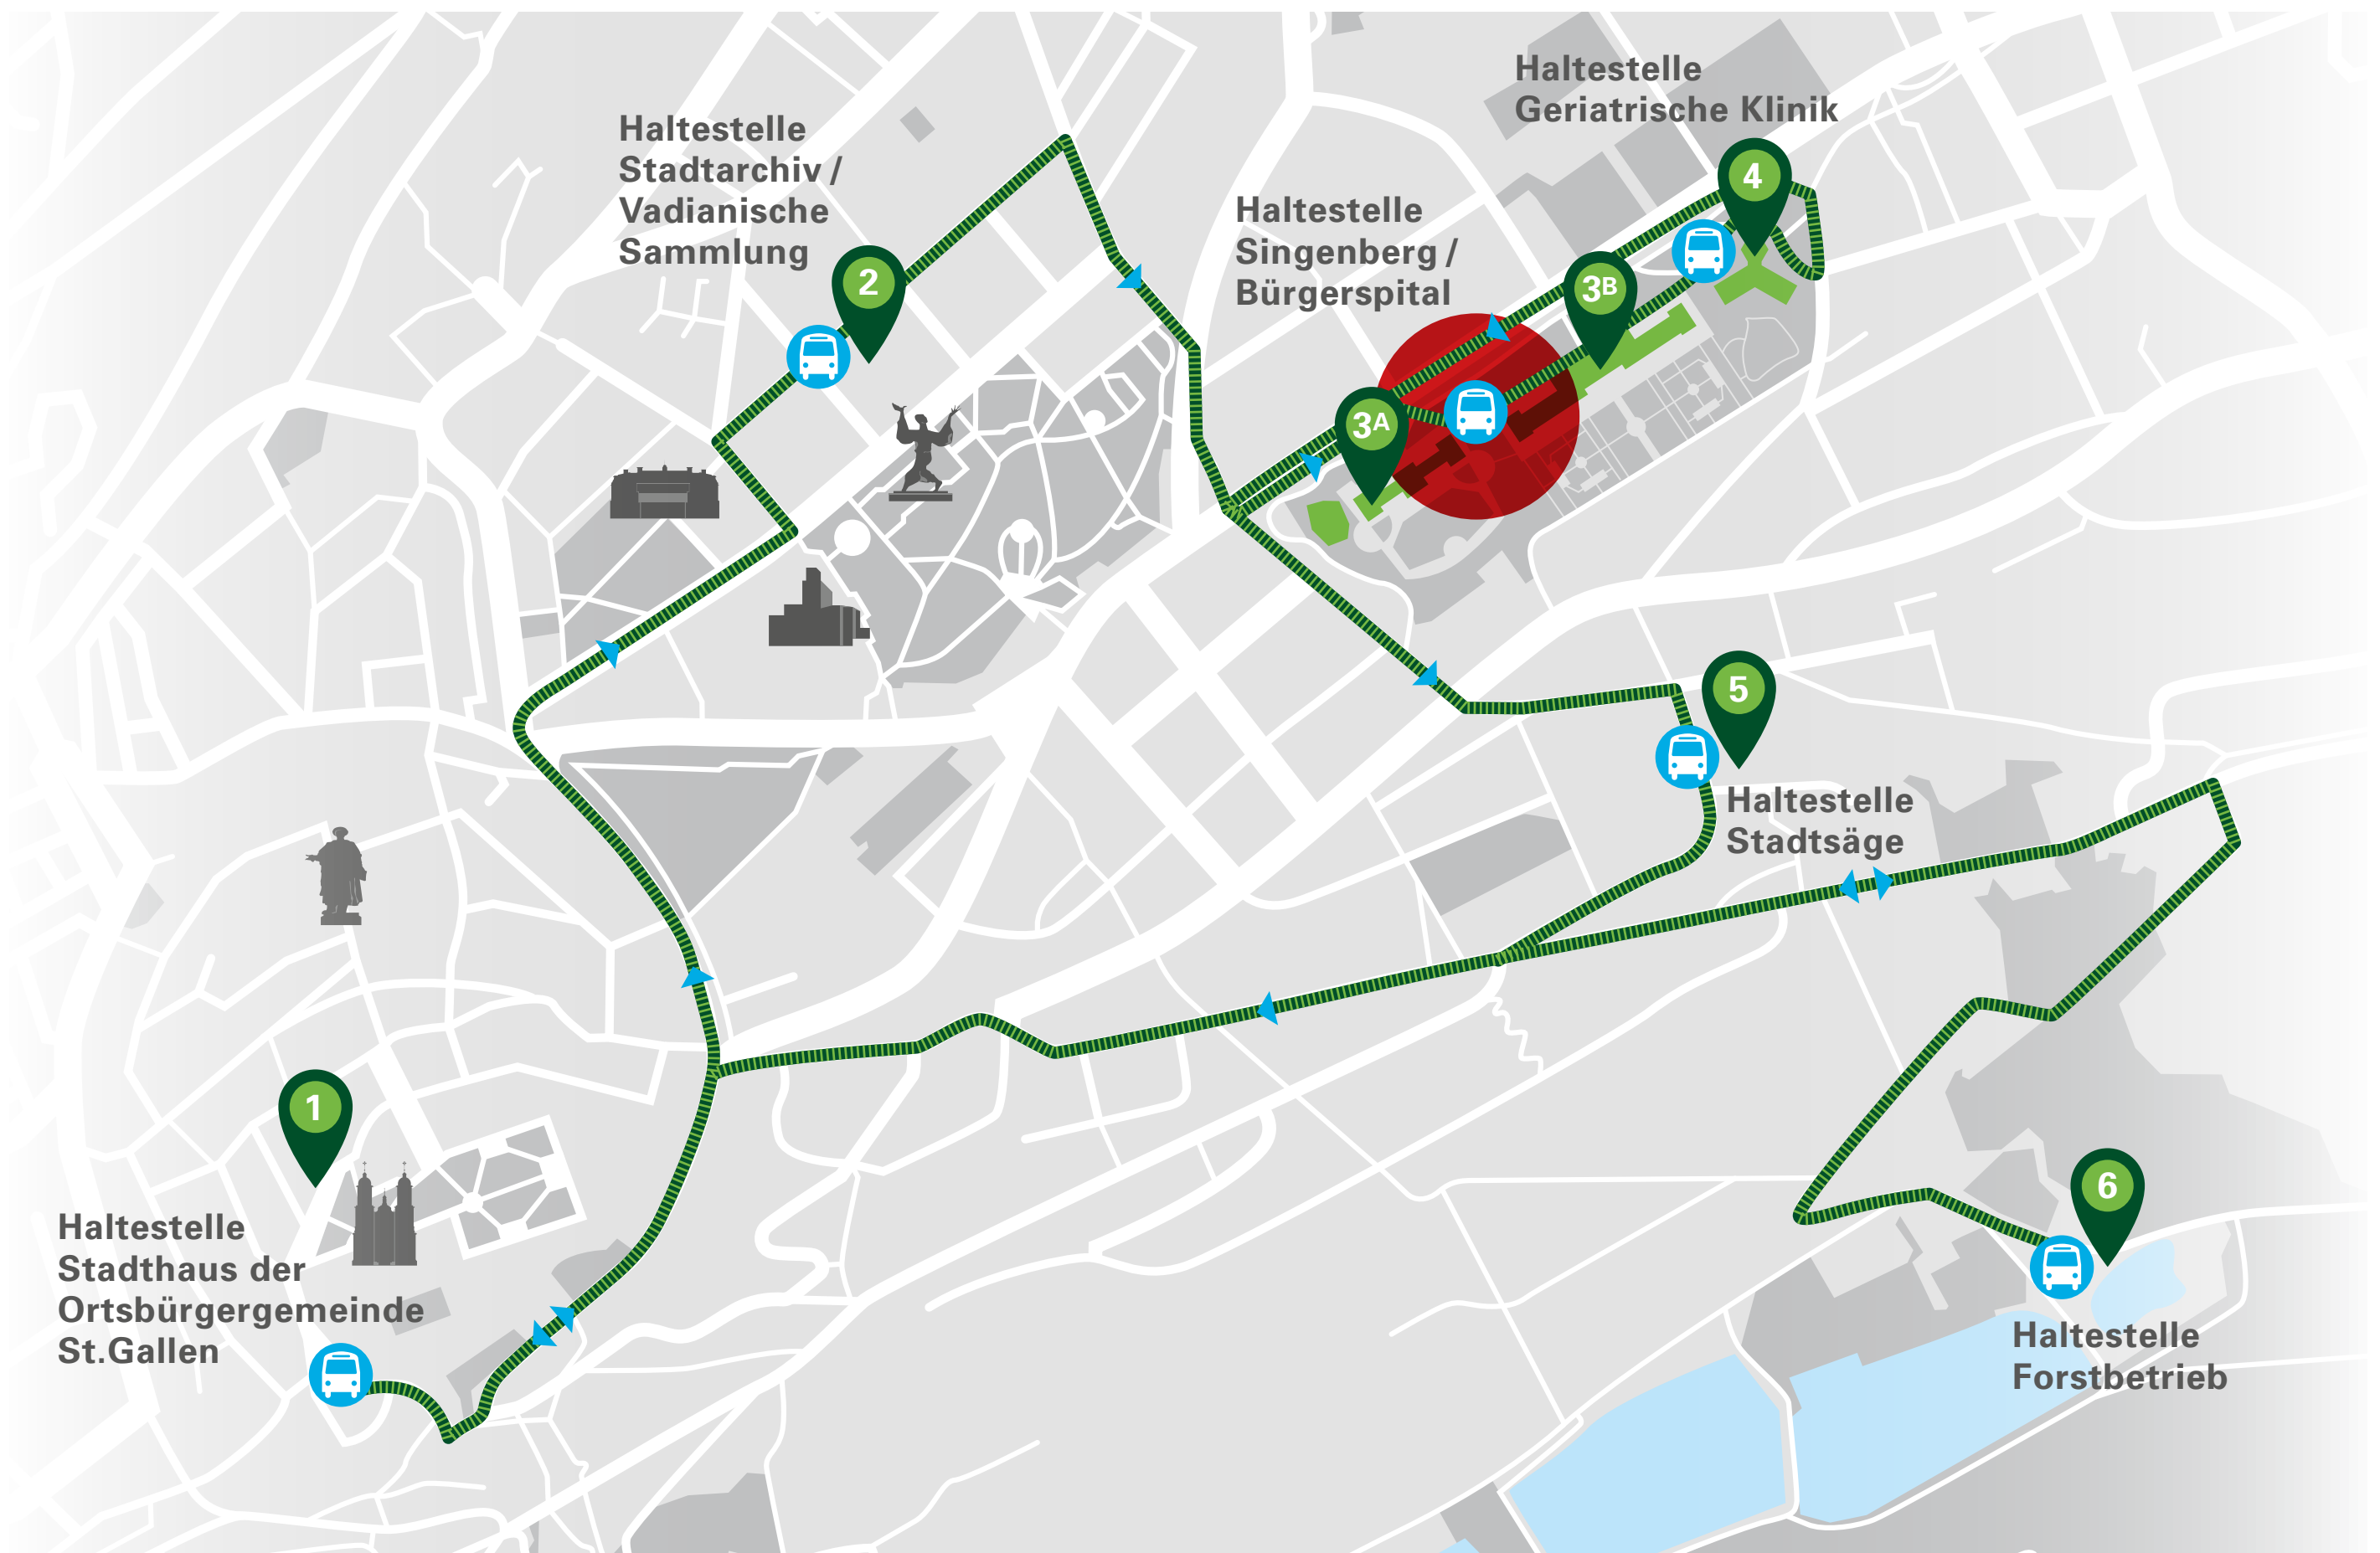 Haltestelle
Geriatrische Klinik
4
Haltestelle
Stadtarchiv /
Vadianische
Sammlung
2
Haltestelle
Singenberg /
Bürgerspital
3B
3A
5
Haltestelle
Stadtsäge
1
Haltestelle
Stadthaus der
Ortsbürgergemeinde
St.Gallen
6
Haltestelle
Forstbetrieb